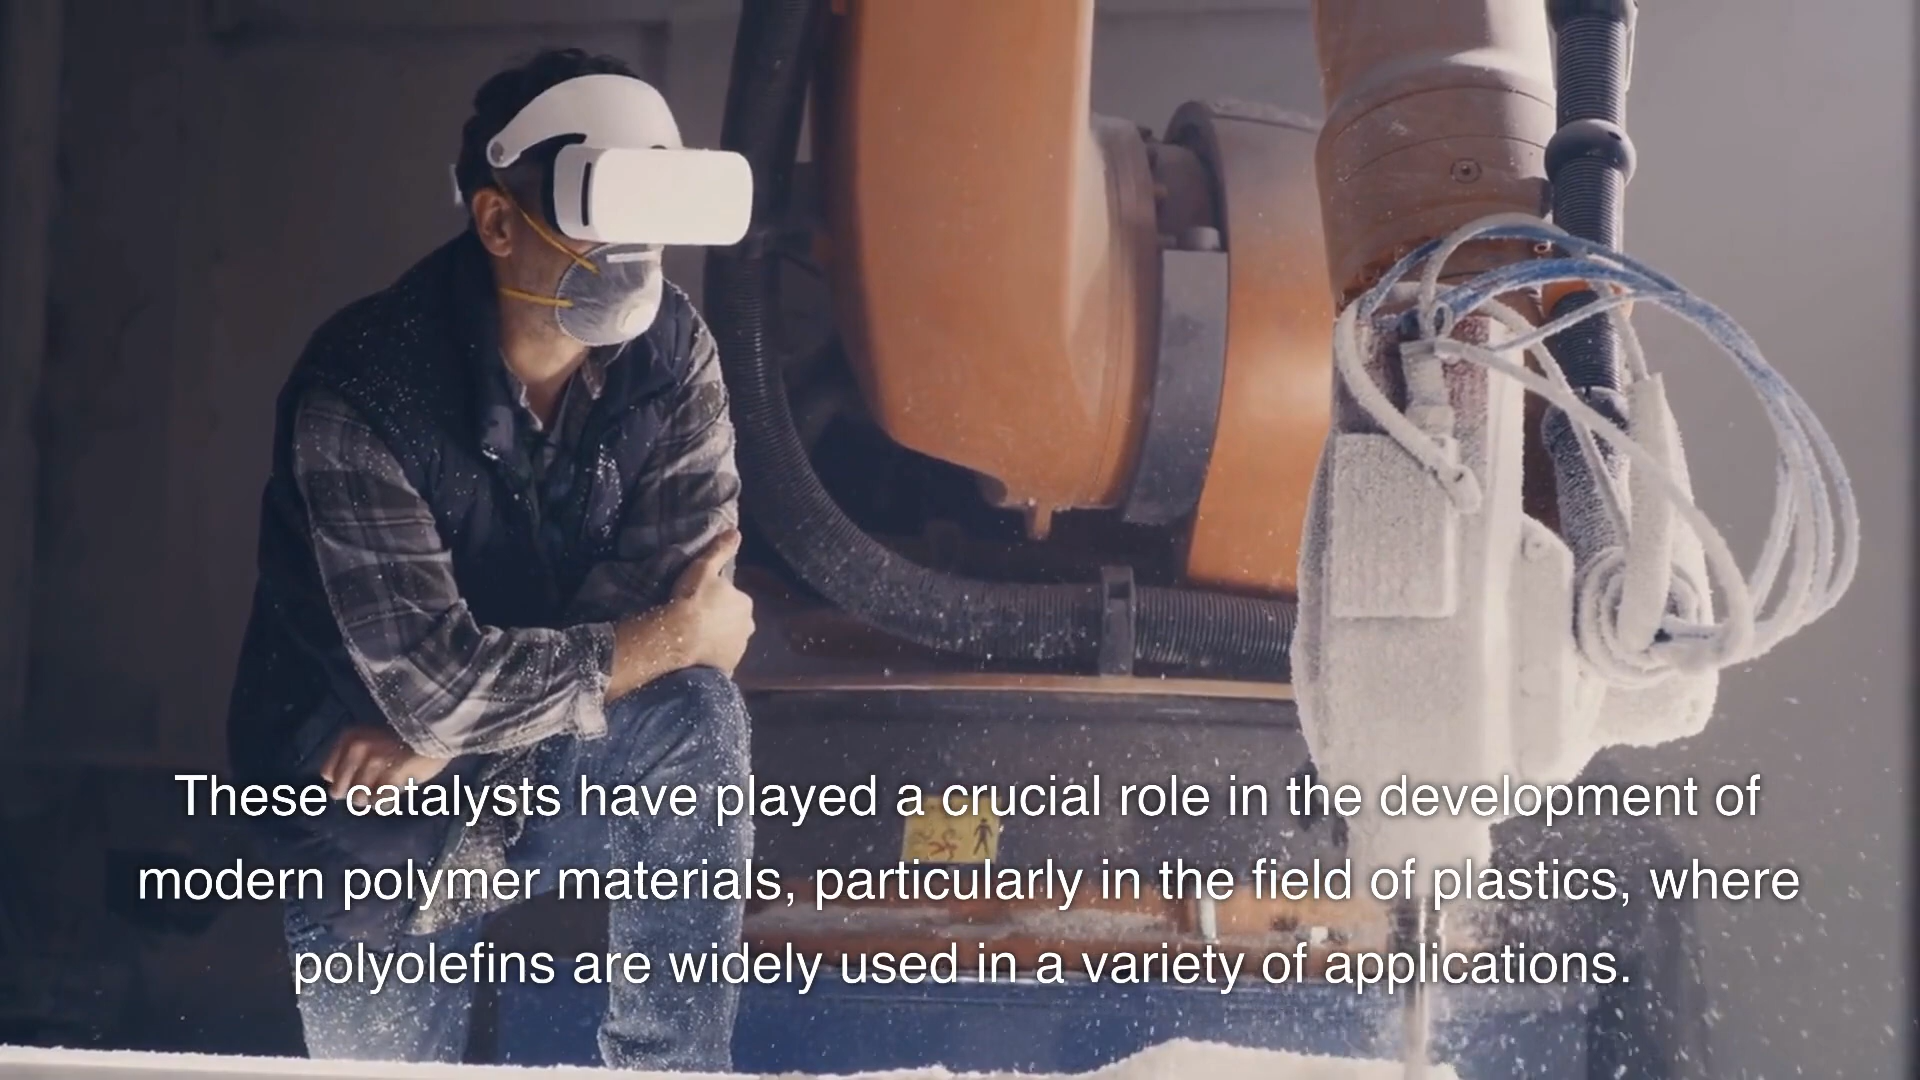 These catalysts have played a crucial role in the development of
modern polymer materials, particularly in the field of plastics, where
polyolefins are widely used in a variety of applications.